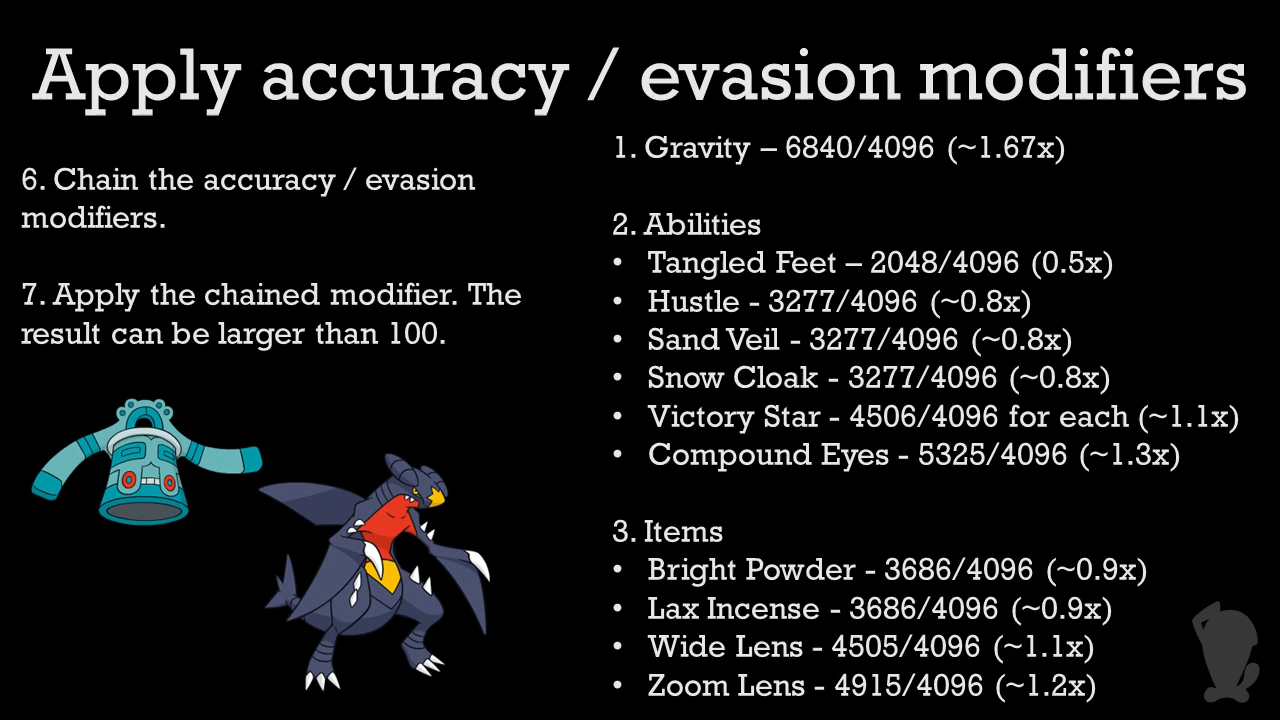 Apply accuracy / evasion modifiers
6. Chain the accuracy / evasion
modifiers.
7. Apply the chained modifier. The
result can be larger than 100.
1. Gravity – 6840/4096 (~1.67x)
2. Abilities
• Tangled Feet – 2048/4096 (0.5x)
• Hustle - 3277/4096 (~0.8x)
• Sand Veil - 3277/4096 (~0.8x)
• Snow Cloak - 3277/4096 (~0.8x)
• Victory Star - 4506/4096 for each (~1.1x)
• Compound Eyes - 5325/4096 (~1.3x)
3. Items
• Bright Powder - 3686/4096 (~0.9x)
• Lax Incense - 3686/4096 (~0.9x)
• Wide Lens - 4505/4096 (~1.1x)
• Zoom Lens - 4915/4096 (~1.2x)